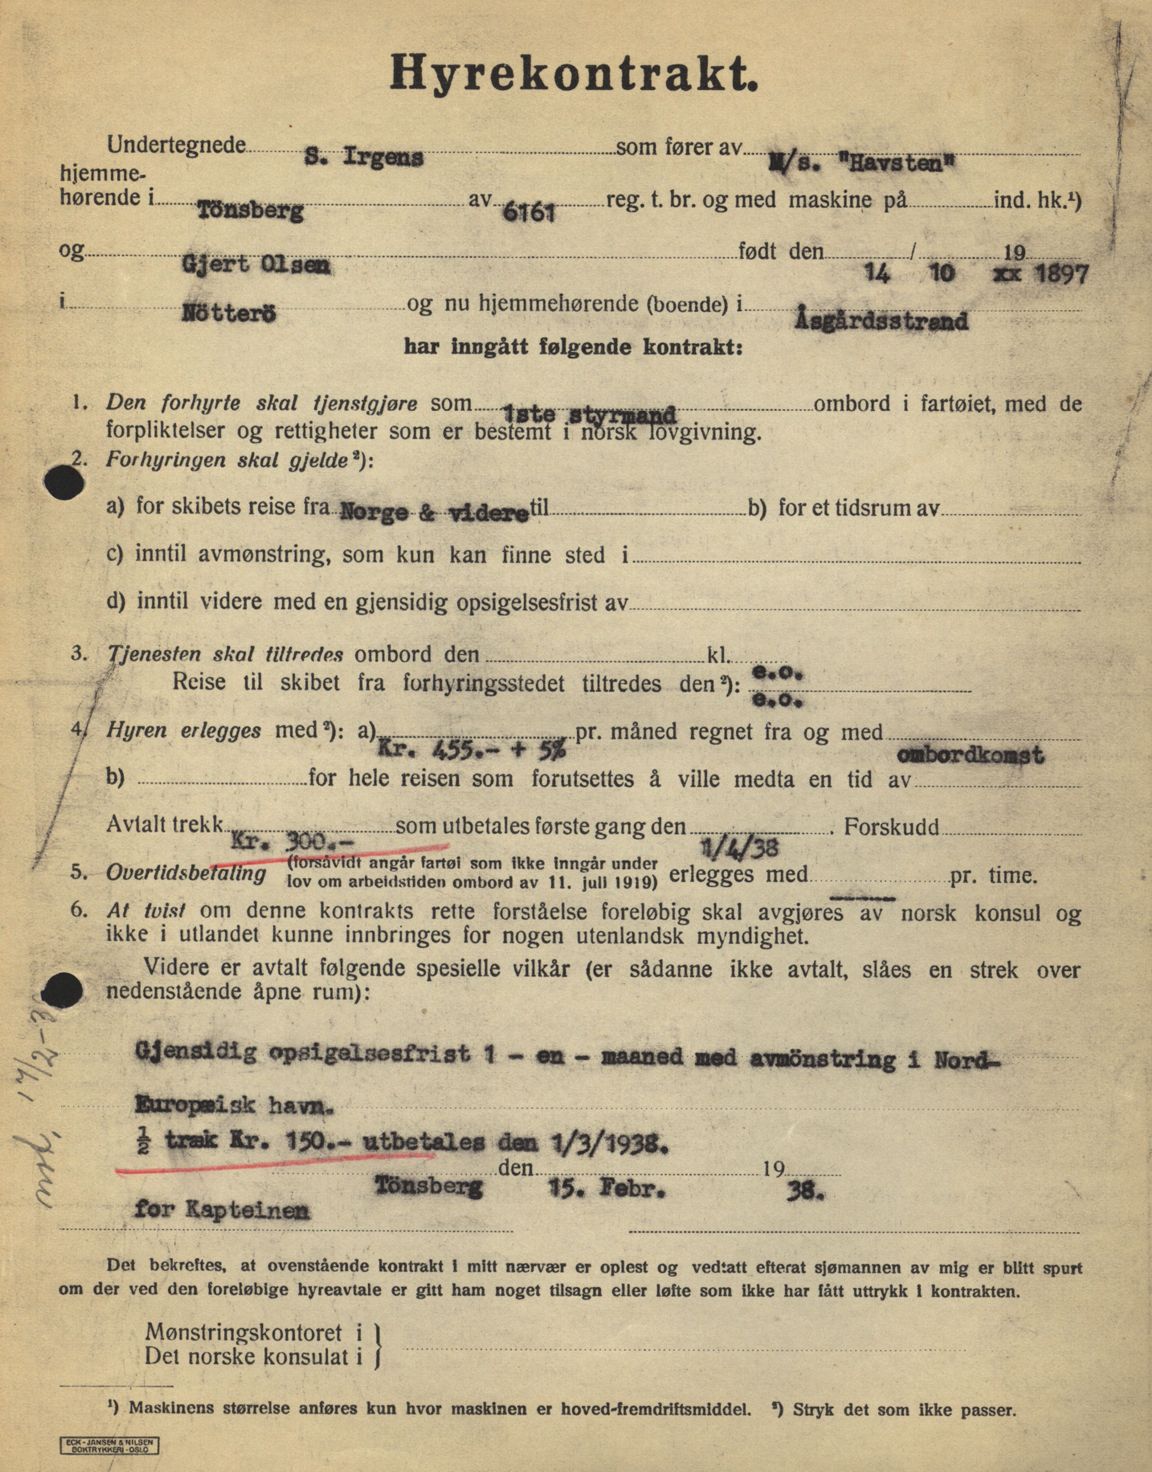 Hyrekontrakt.
Undertegnede S. Irgens som fører av M/s. "Havsten"
hjemme-
hørende i Tönsberg av 6161 reg. t. br. og med maskine på ind. hk.¹)
og Gjert Olsen født den 14 / 10 19 xx 1897
i Nötterö og nu hjemmehørende (boende) i Åsgårdsstrand
har inngått følgende kontrakt:
1. Den forhyrte skal tjenstgjøre som 1ste styrmand ombord i fartøiet, med de
forpliktelser og rettigheter som er bestemt i norsk lovgivning.
2. Forhyringen skal gjelde²):
a) for skibets reise fra Norge & videre til b) for et tidsrum av
c) inntil avmønstring, som kun kan finne sted i
d) inntil videre med en gjensidig opsigelsesfrist av
3. Tjenesten skal tiltredes ombord den kl. e.o.
Reise til skibet fra forhyringsstedet tiltredes den²): e.o.
4. Hyren erlegges med²): a) Kr. 455.- + 5% pr. måned regnet fra og med ombordkomst
b) for hele reisen som forutsettes å ville medta en tid av
Avtalt trekk Kr. 300.- som utbetales første gang den 1/4/38. Forskudd
5. Overtidsbetaling (forsåvidt angår fartøi som ikke inngår under
lov om arbeidstiden ombord av 11. juli 1919) erlegges med pr. time.
6. At tvist om denne kontrakts rette forståelse foreløbig skal avgjøres av norsk konsul og
ikke i utlandet kunne innbringes for nogen utenlandsk myndighet.
Videre er avtalt følgende spesielle vilkår (er sådanne ikke avtalt, slåes en strek over
nedenstående åpne rum):
Gjensidig opsigelsesfrist 1 - en - maaned med avmönstring i Nord-
Europæisk havn.
½ træk Kr. 150.- utbetales den 1/3/1938.
Tönsberg den 15. Febr. 19 38.
for Kapteinen
Det bekreftes, at ovenstående kontrakt i mitt nærvær er oplest og vedtatt efterat sjømannen av mig er blitt spurt
om der ved den foreløbige hyreavtale er gitt ham noget tilsagn eller løfte som ikke har fått uttrykk i kontrakten.
Mønstringskontoret i }
Det norske konsulat i }
¹) Maskinens størrelse anføres kun hvor maskinen er hoved-fremdriftsmiddel. ²) Stryk det som ikke passer.
ECK-JANSEN & NILSEN
BOKTRYKKERI-OSLO